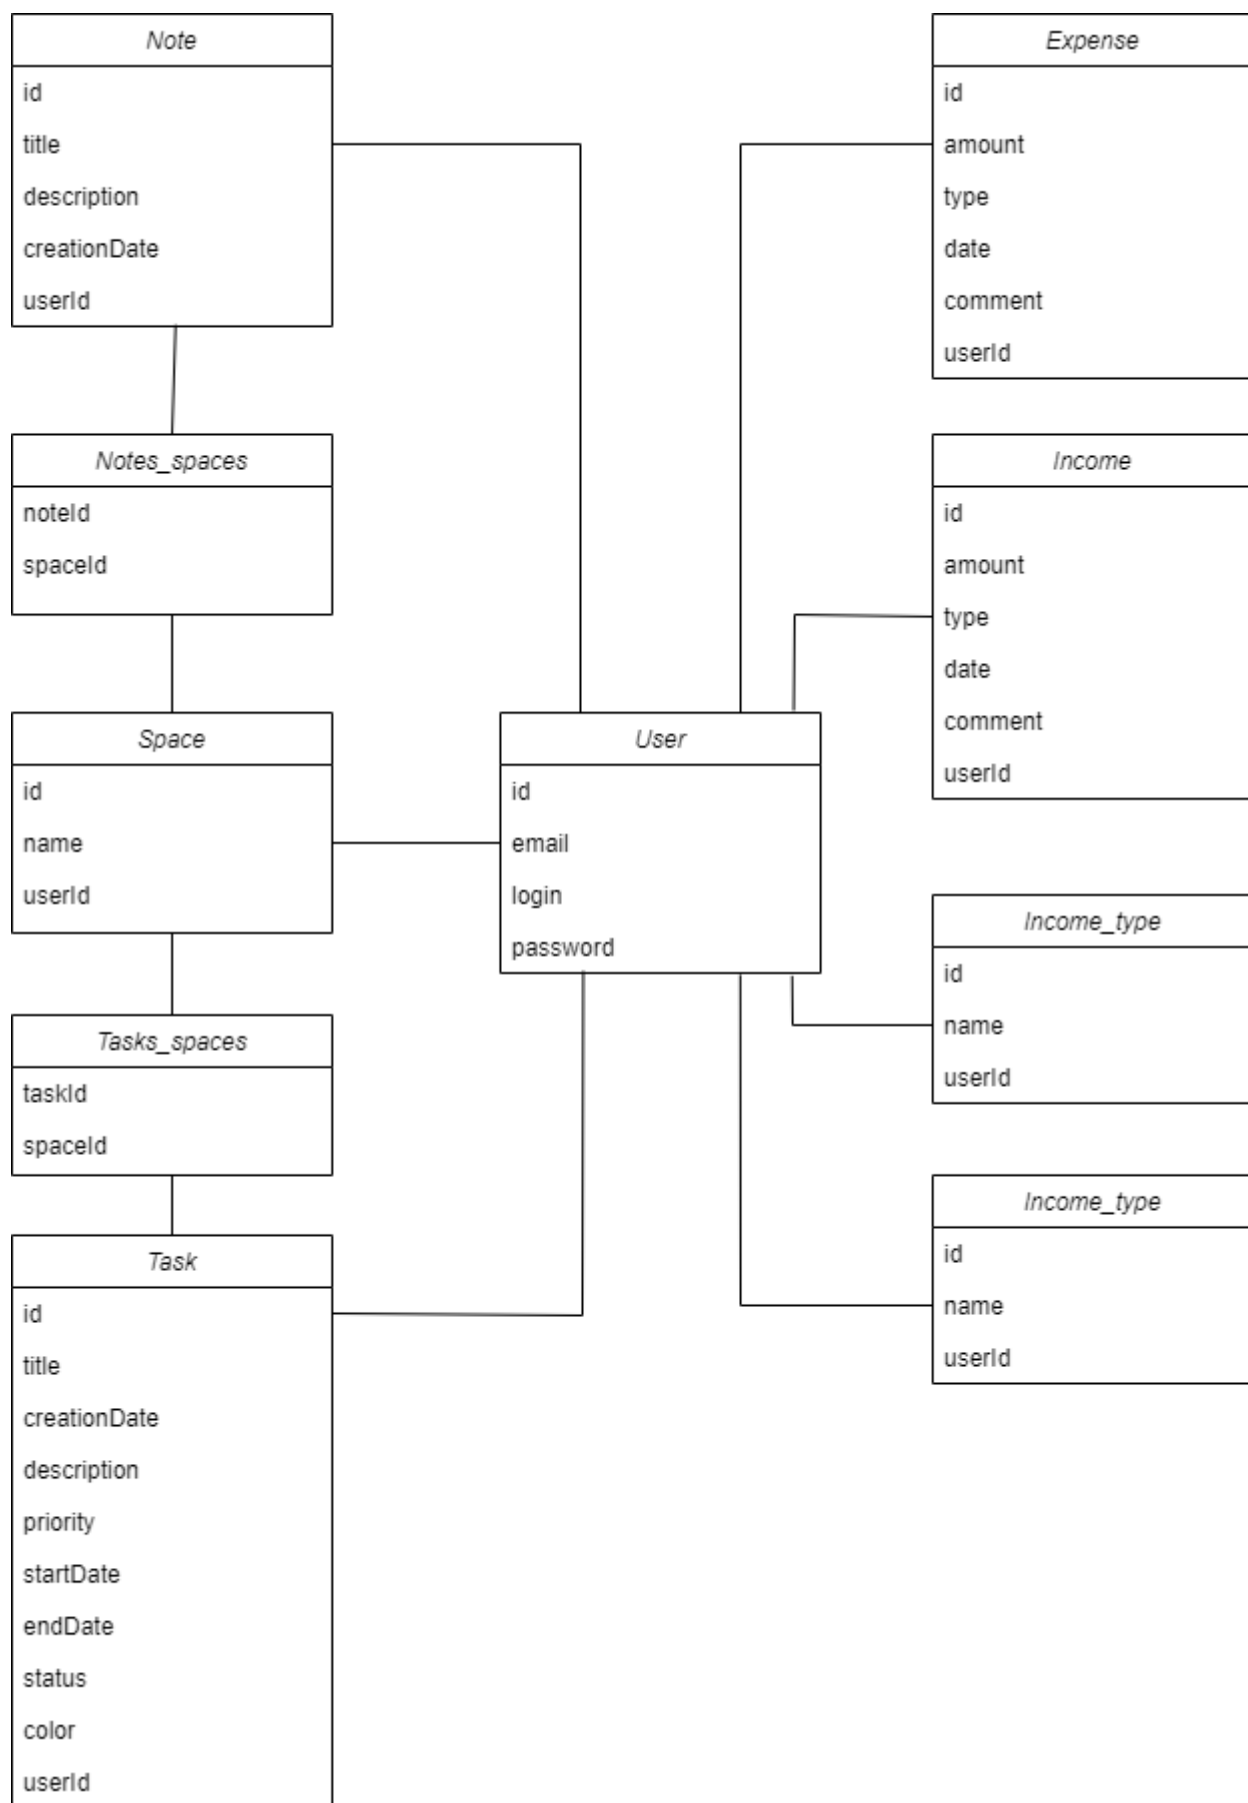 Note
id
title
description
creationDate
userId
Notes_spaces
noteId
spaceId
Space
id
name
userId
Tasks_spaces
taskId
spaceId
Task
id
title
creationDate
description
priority
startDate
endDate
status
color
userId
User
id
email
login
password
Expense
id
amount
type
date
comment
userId
Income
id
amount
type
date
comment
userId
Income_type
id
name
userId
Income_type
id
name
userId